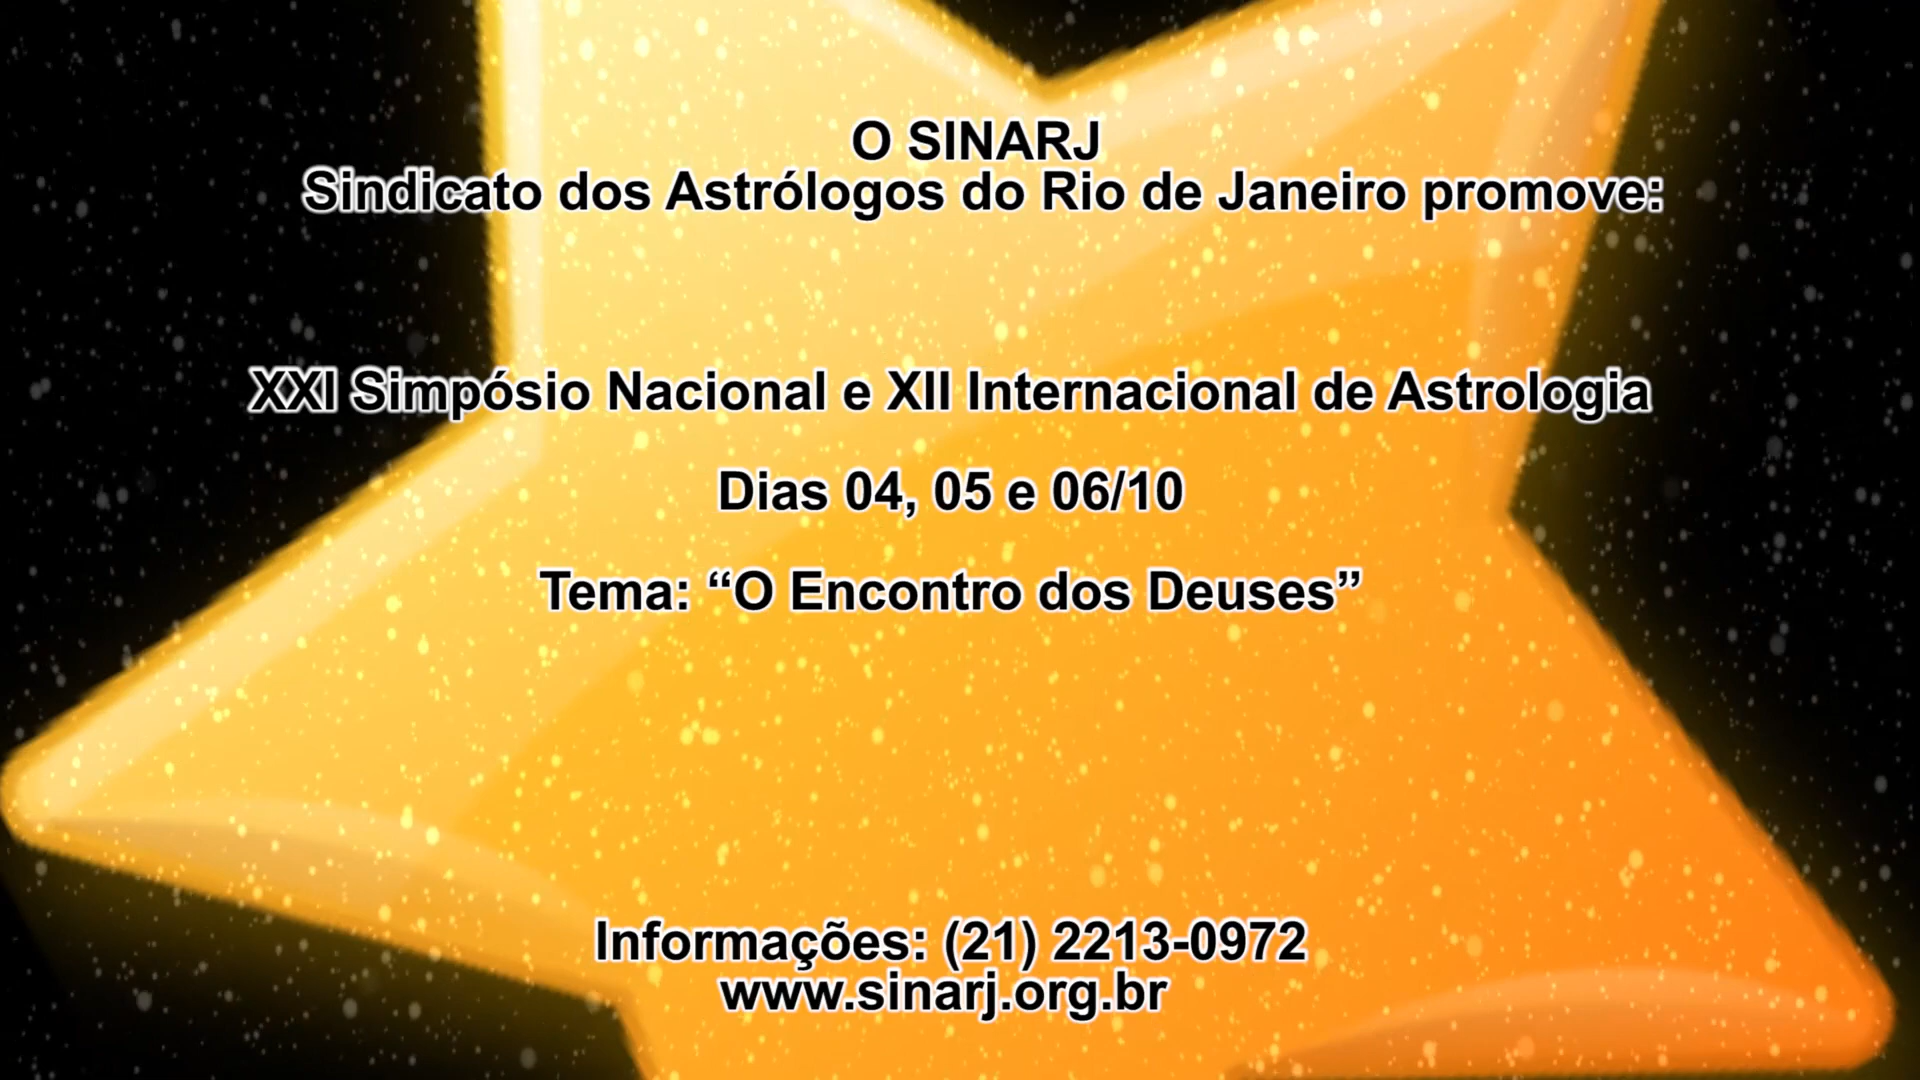 O SINARJ
Sindicato dos Astrólogos do Rio de Janeiro promove:
XXI Simpósio Nacional e XII Internacional de Astrologia
Dias 04, 05 e 06/10
Tema: “O Encontro dos Deuses”
Informações: (21) 2213-0972
www.sinarj.org.br